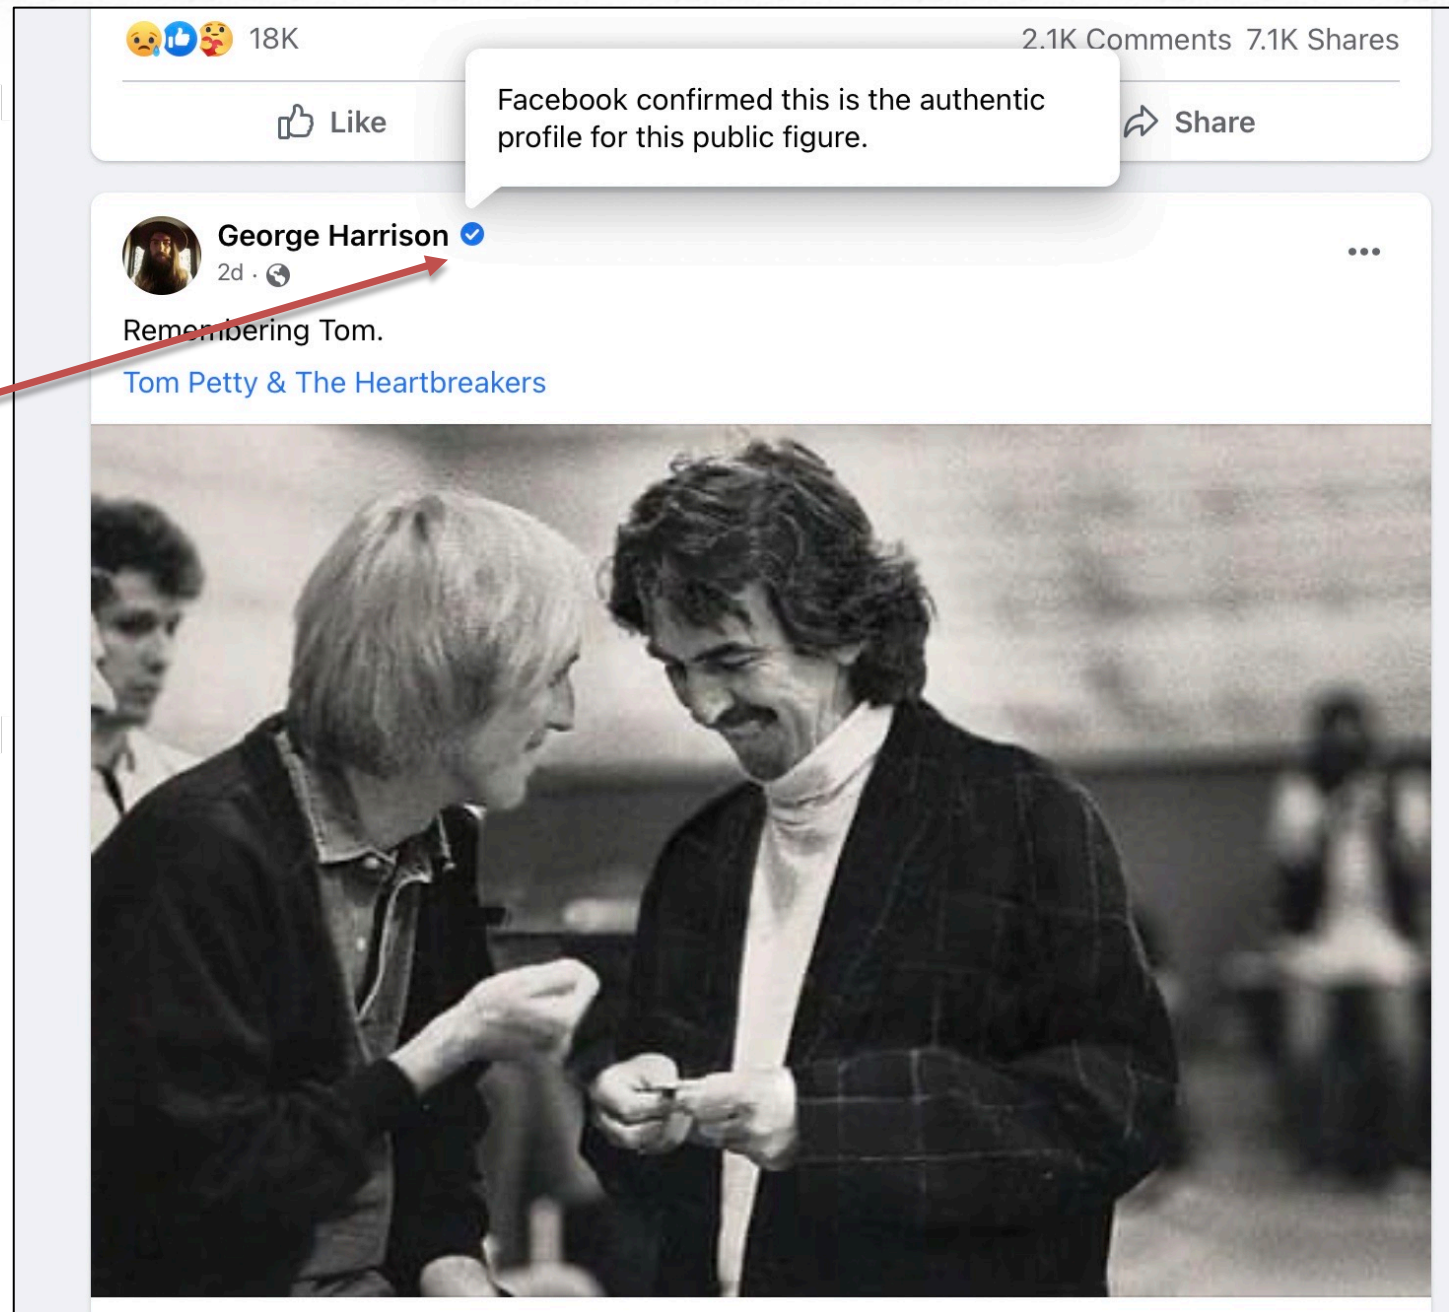 18K
2.1K Comments 7.1K Shares
Like
Facebook confirmed this is the authentic
profile for this public figure.
Share
George Harrison
2d ·
Remembering Tom.
Tom Petty & The Heartbreakers